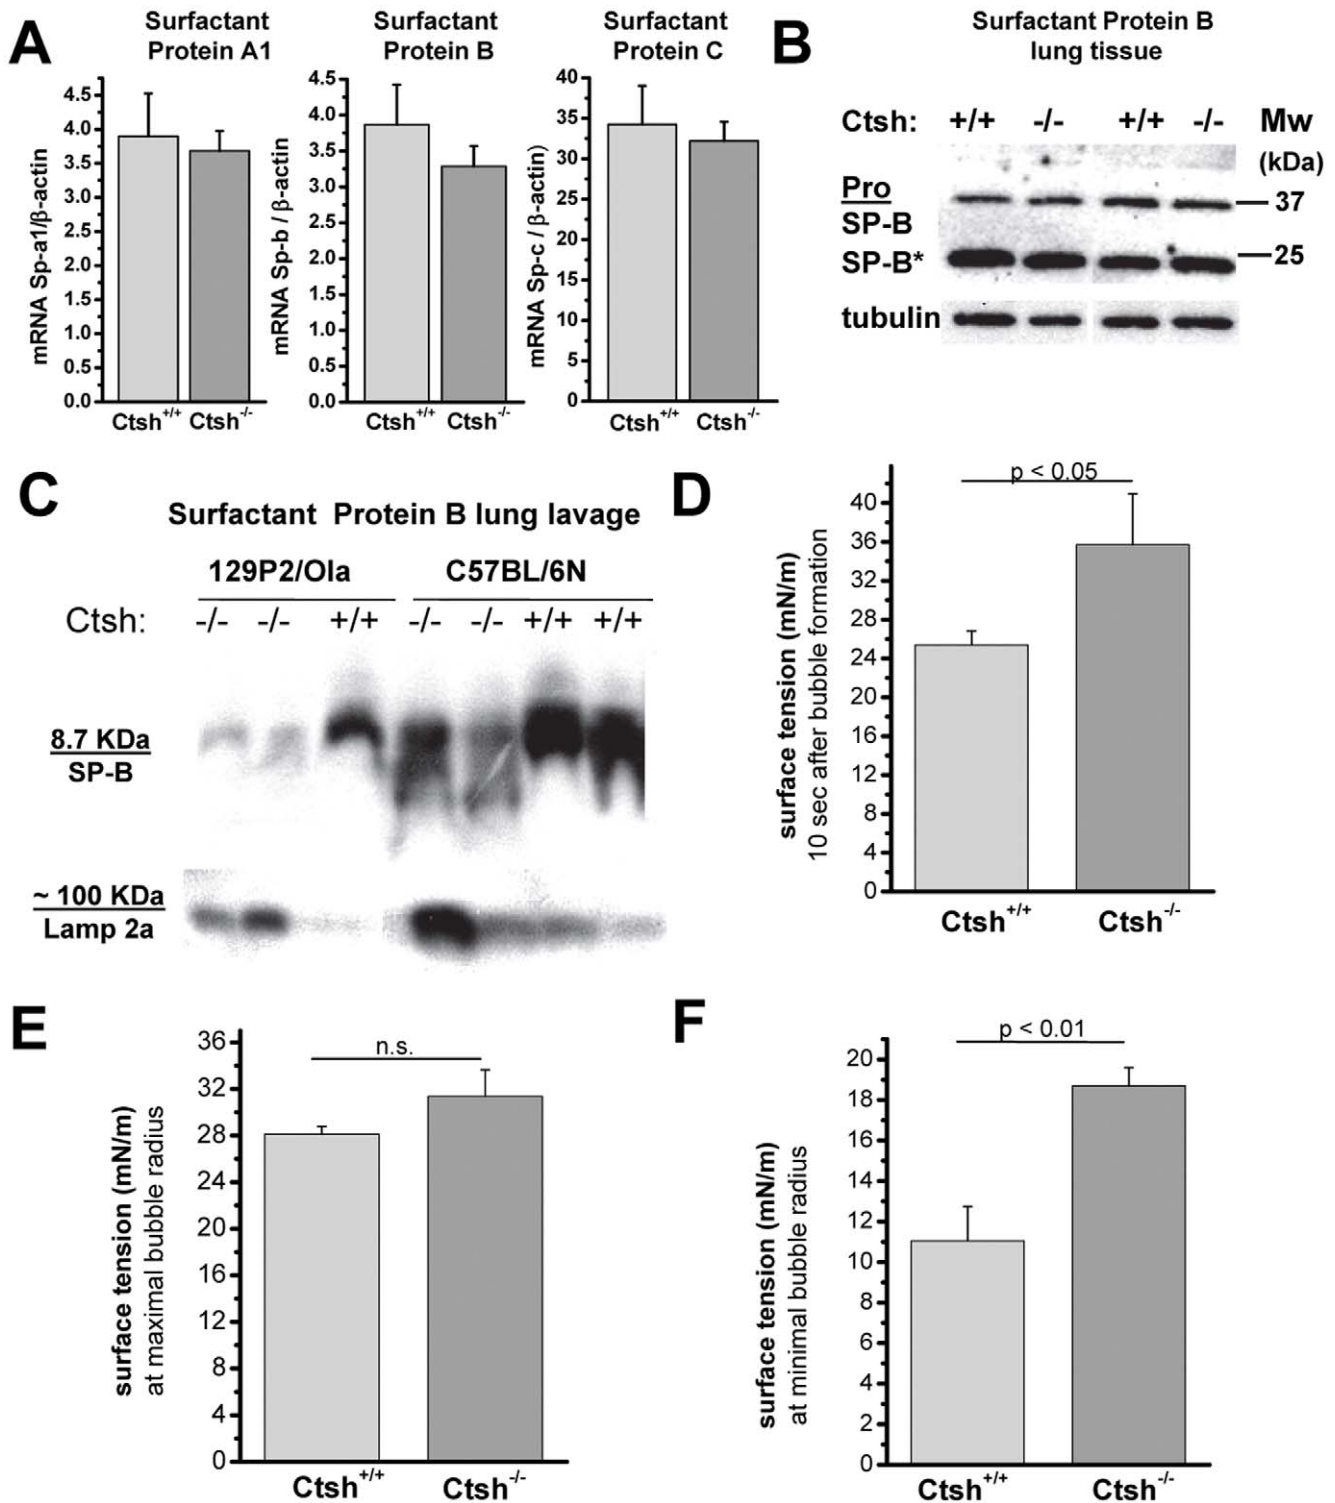 A
Surfactant
Protein A1
mRNA Sp-a1/β-actin
4.5
4.0
3.5
3.0
2.5
2.0
1.5
1.0
0.5
0.0
Ctsh+/+ Ctsh-/-
Surfactant
Protein B
mRNA Sp-b / β-actin
4.5
4.0
3.5
3.0
2.5
2.0
1.5
1.0
0.5
0.0
Ctsh+/+ Ctsh-/-
Surfactant
Protein C
mRNA Sp-c / β-actin)
40
35
30
25
20
15
10
5
0
Ctsh+/+ Ctsh-/-
B
Surfactant Protein B
lung tissue
Ctsh: +/+ -/- +/+ -/- Mw
(kDa)
Pro
SP-B
37
SP-B*
25
tubulin
C
Surfactant Protein B lung lavage
129P2/Ola C57BL/6N
Ctsh: -/- -/- +/+ -/- -/- +/+ +/+
8.7 KDa
SP-B
~ 100 KDa
Lamp 2a
D
p < 0.05
surface tension (mN/m)
10 sec after bubble formation
40
36
32
28
24
20
16
12
8
4
0
Ctsh+/+ Ctsh-/-
E
n.s.
surface tension (mN/m)
at maximal bubble radius
36
32
28
24
20
16
12
8
4
0
Ctsh+/+ Ctsh-/-
F
p < 0.01
surface tension (mN/m)
at minimal bubble radius
20
18
16
14
12
10
8
6
4
2
0
Ctsh+/+ Ctsh-/-